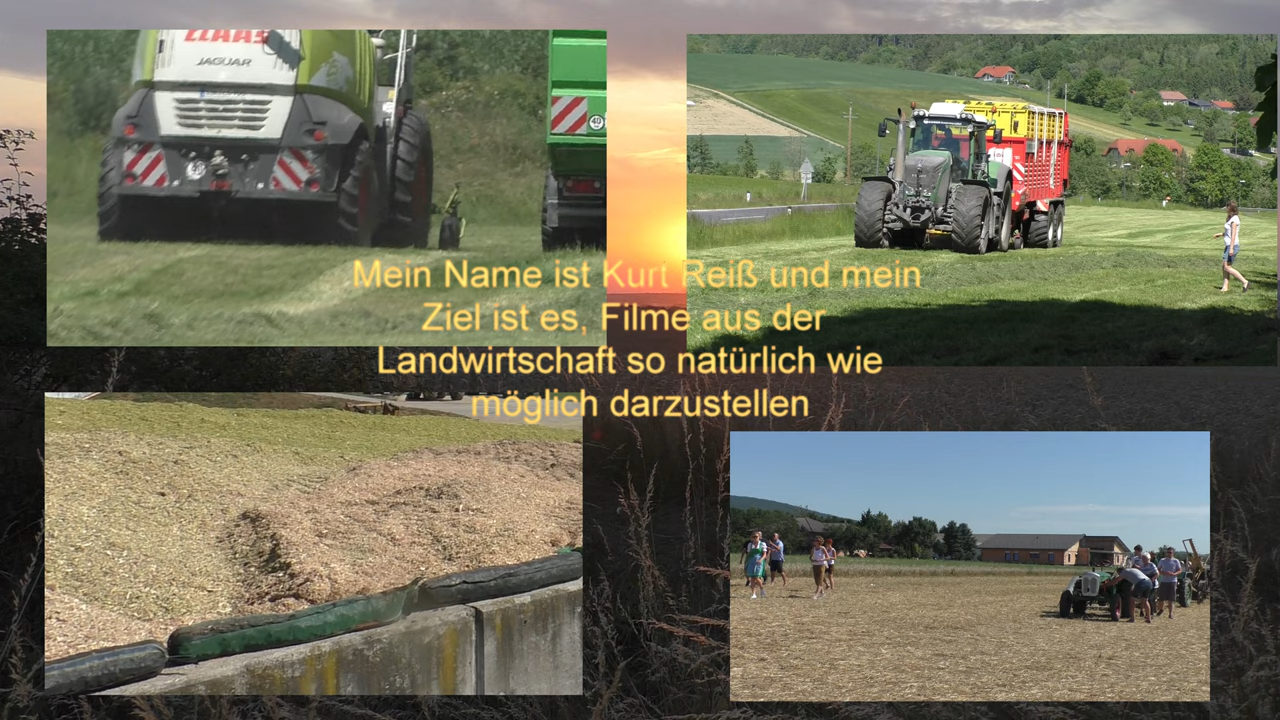 CLAAS
JAGUAR
40
Mein Name ist Kurt Reiß und mein
Ziel ist es, Filme aus der
Landwirtschaft so natürlich wie
möglich darzustellen